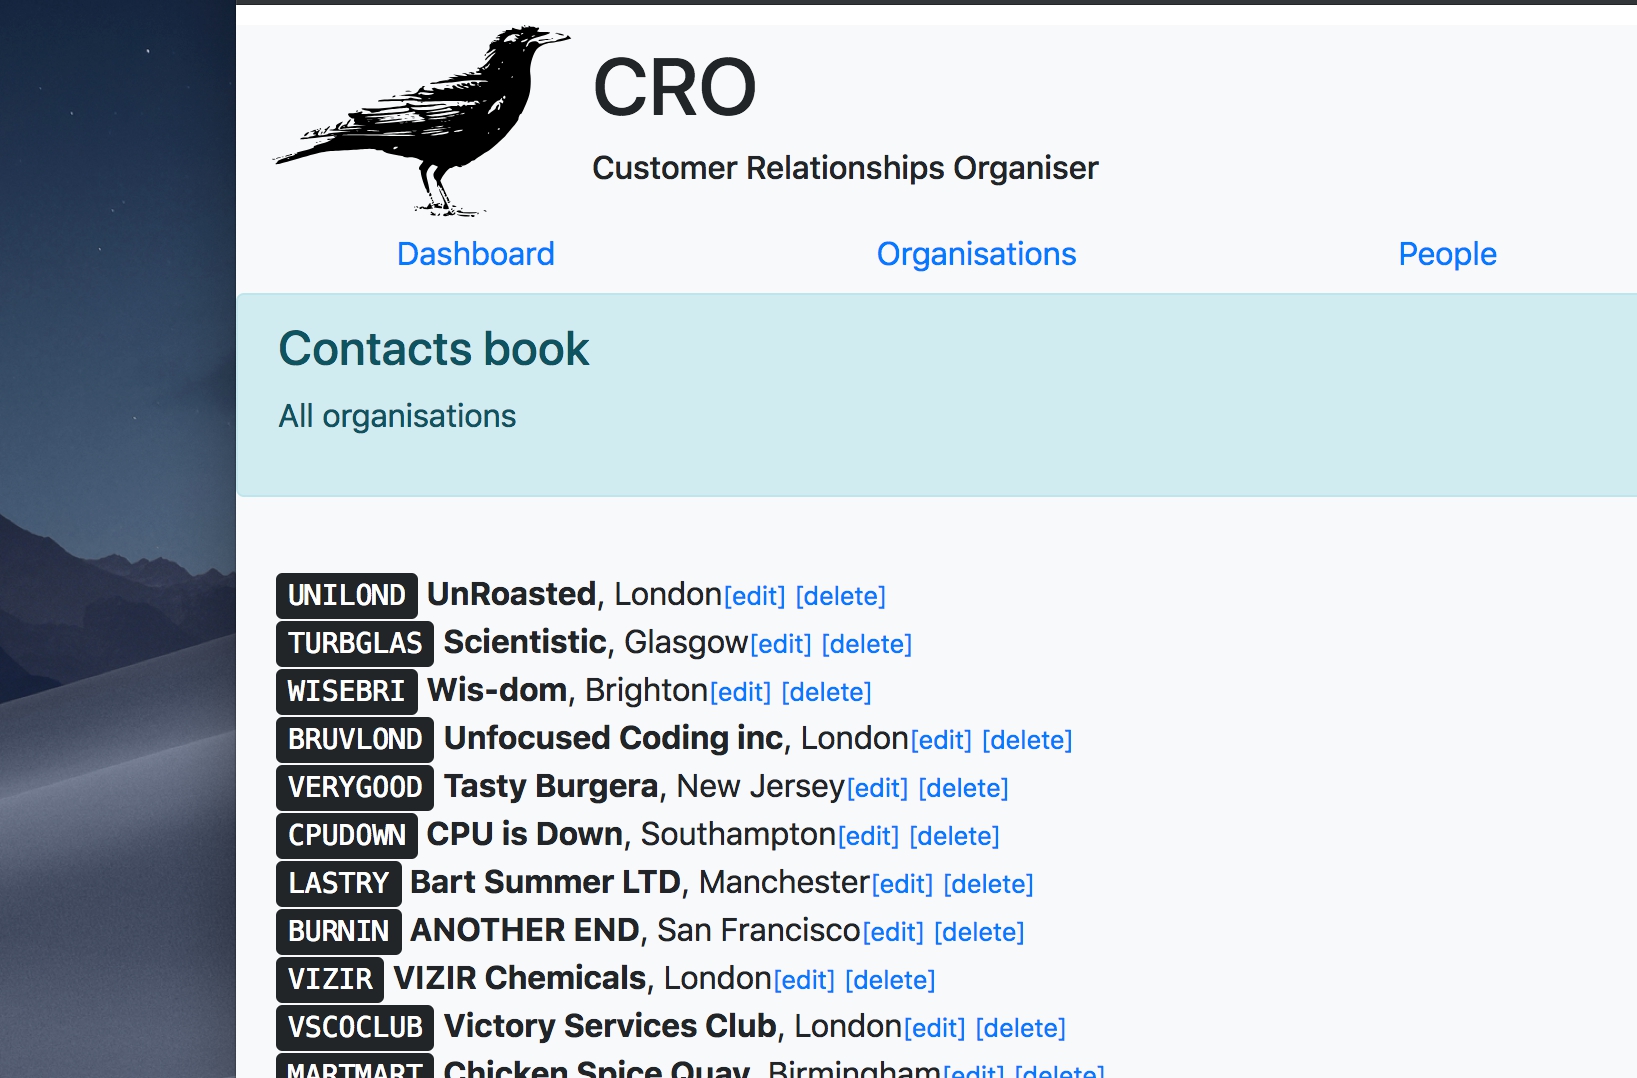 CRO
Customer Relationships Organiser
Dashboard Organisations People
Contacts book
All organisations
UNILOND UnRoasted, London[edit] [delete]
TURBGLAS Scientistic, Glasgow[edit] [delete]
WISEBRI Wis-dom, Brighton[edit] [delete]
BRUVLOND Unfocused Coding inc, London[edit] [delete]
VERYGOOD Tasty Burgera, New Jersey[edit] [delete]
CPUDOWN CPU is Down, Southampton[edit] [delete]
LASTRY Bart Summer LTD, Manchester[edit] [delete]
BURNIN ANOTHER END, San Francisco[edit] [delete]
VIZIR VIZIR Chemicals, London[edit] [delete]
VSCOCLUB Victory Services Club, London[edit] [delete]
MARTMART Chicken Spice Quay, Birmingham[edit] [delete]